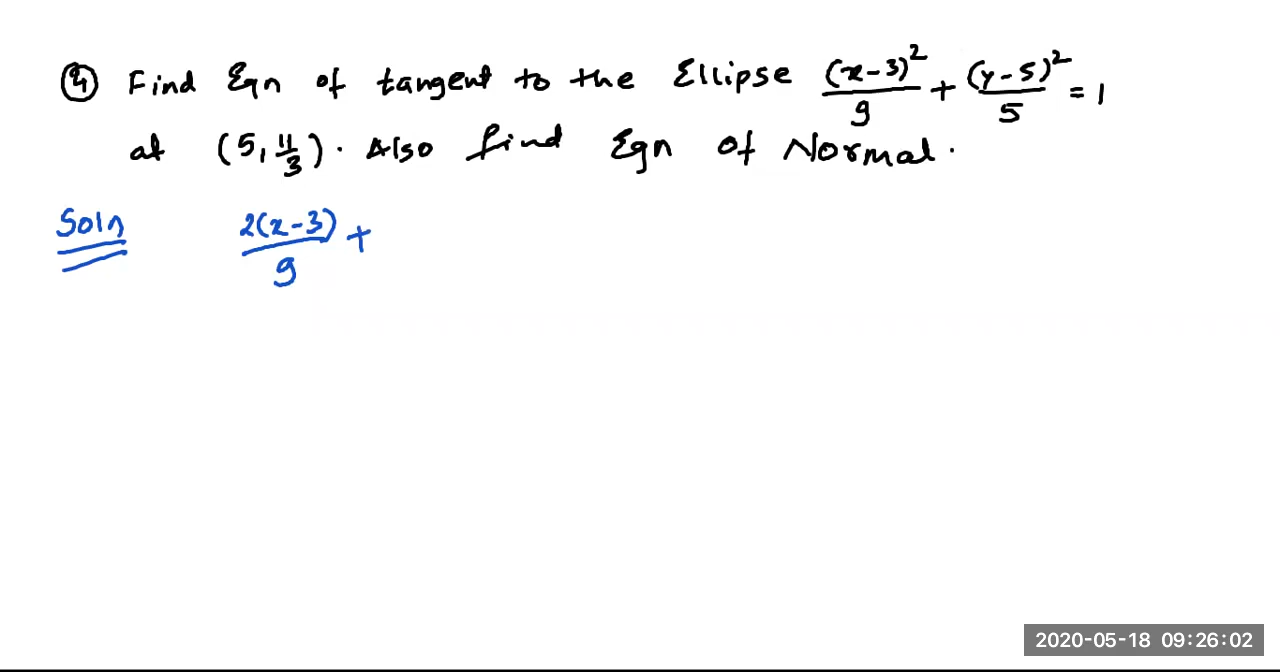 ④ Find Eqn of tangent to the Ellipse (x-3)²/9 + (y-5)²/5 = 1
at (5, 11/3). Also find Eqn of Normal.
Soln 2(x-3)/9 +
2020-05-18 09:26:02